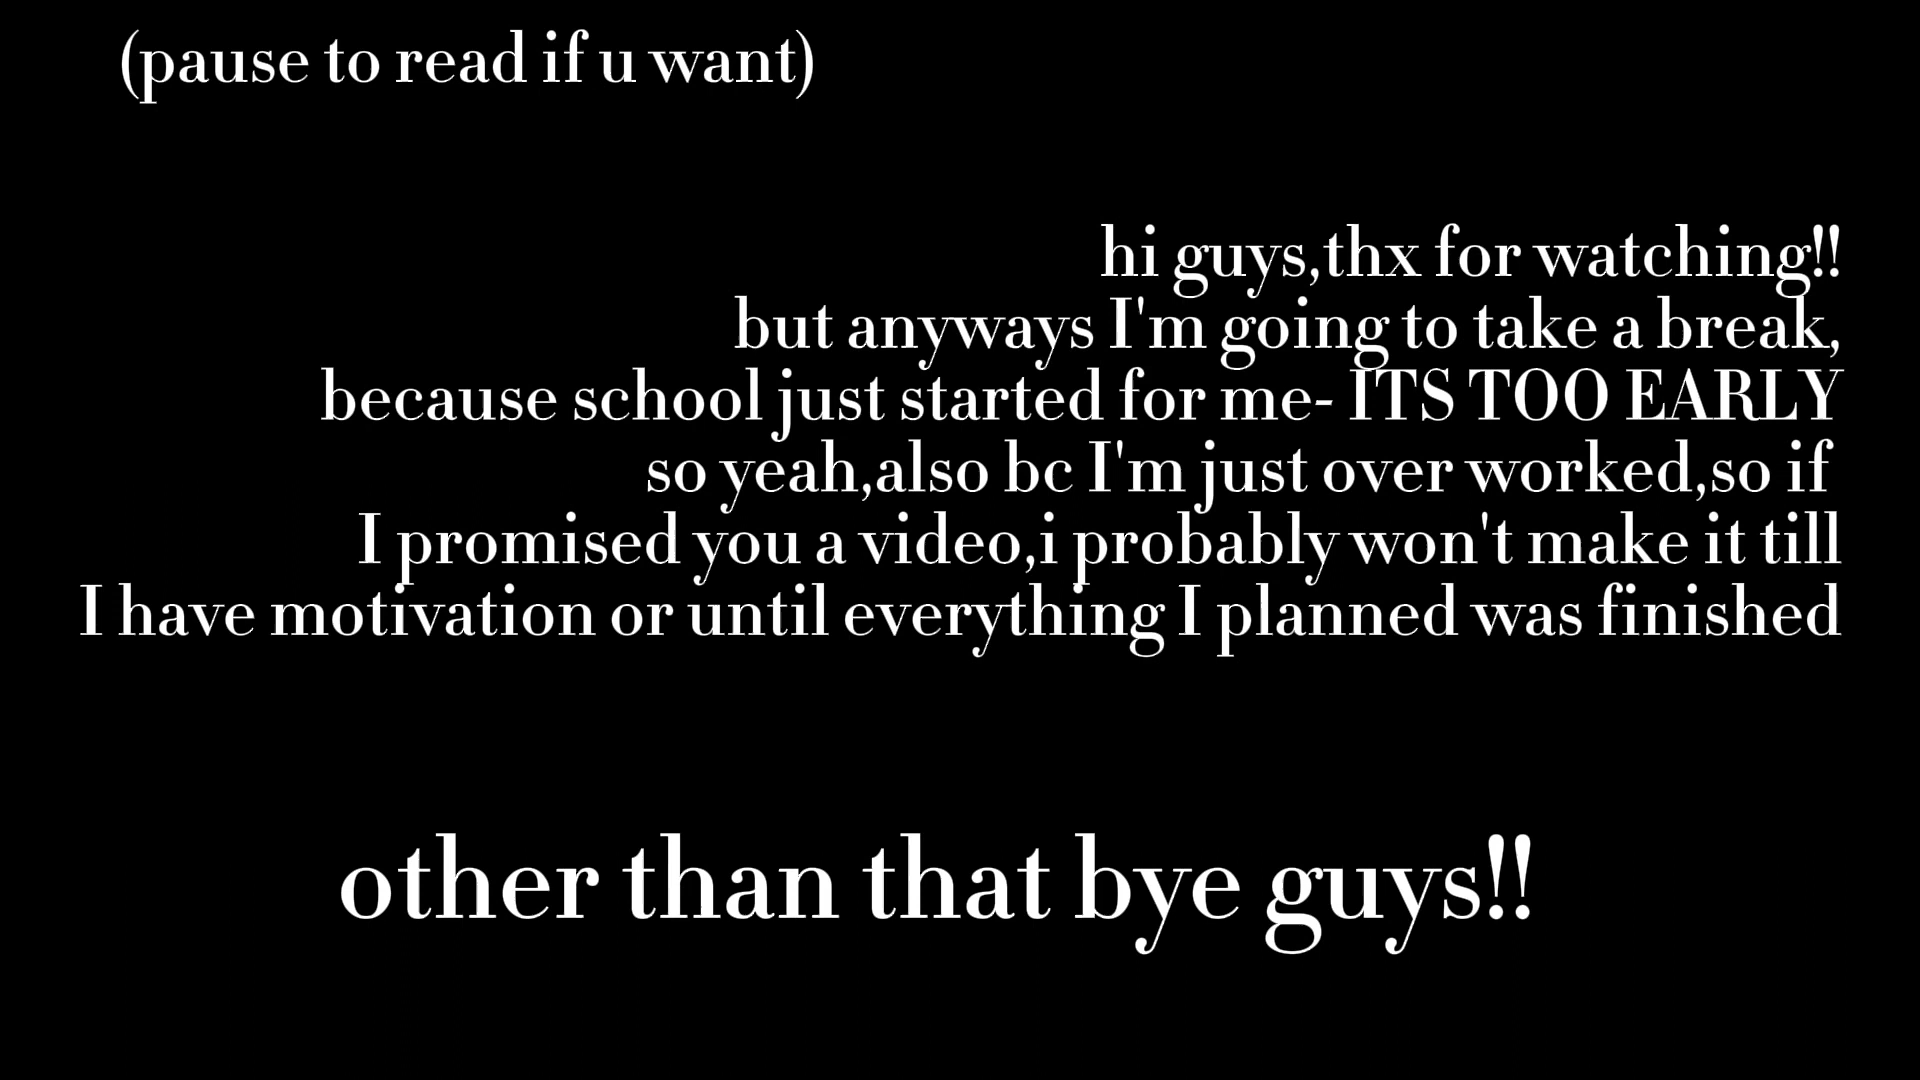 (pause to read if u want)
hi guys,thx for watching!!
but anyways I'm going to take a break,
because school just started for me- ITS TOO EARLY
so yeah,also bc I'm just over worked,so if
I promised you a video,i probably won't make it till
I have motivation or until everything I planned was finished
other than that bye guys!!